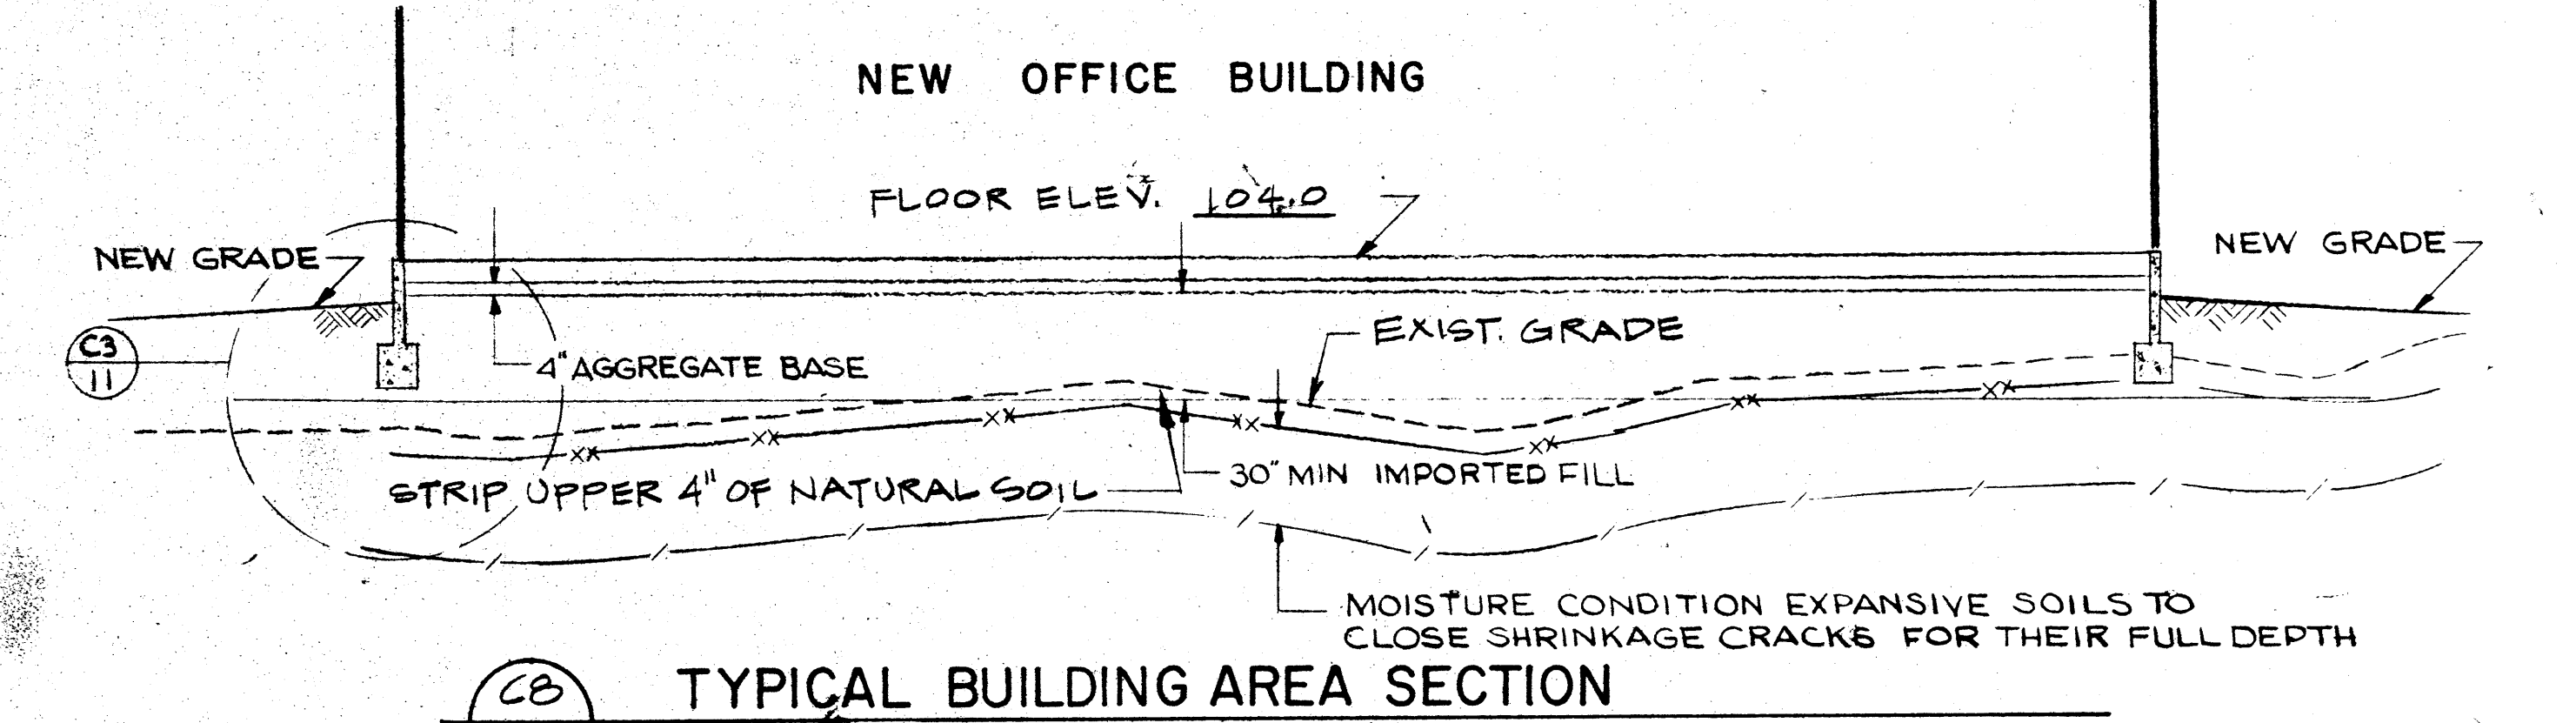 NEW OFFICE BUILDING
FLOOR ELEV. 104.0
NEW GRADE
NEW GRADE
EXIST. GRADE
C3
11
4" AGGREGATE BASE
30" MIN IMPORTED FILL
STRIP UPPER 4" OF NATURAL SOIL
MOISTURE CONDITION EXPANSIVE SOILS TO
CLOSE SHRINKAGE CRACKS FOR THEIR FULL DEPTH
C8
TYPICAL BUILDING AREA SECTION